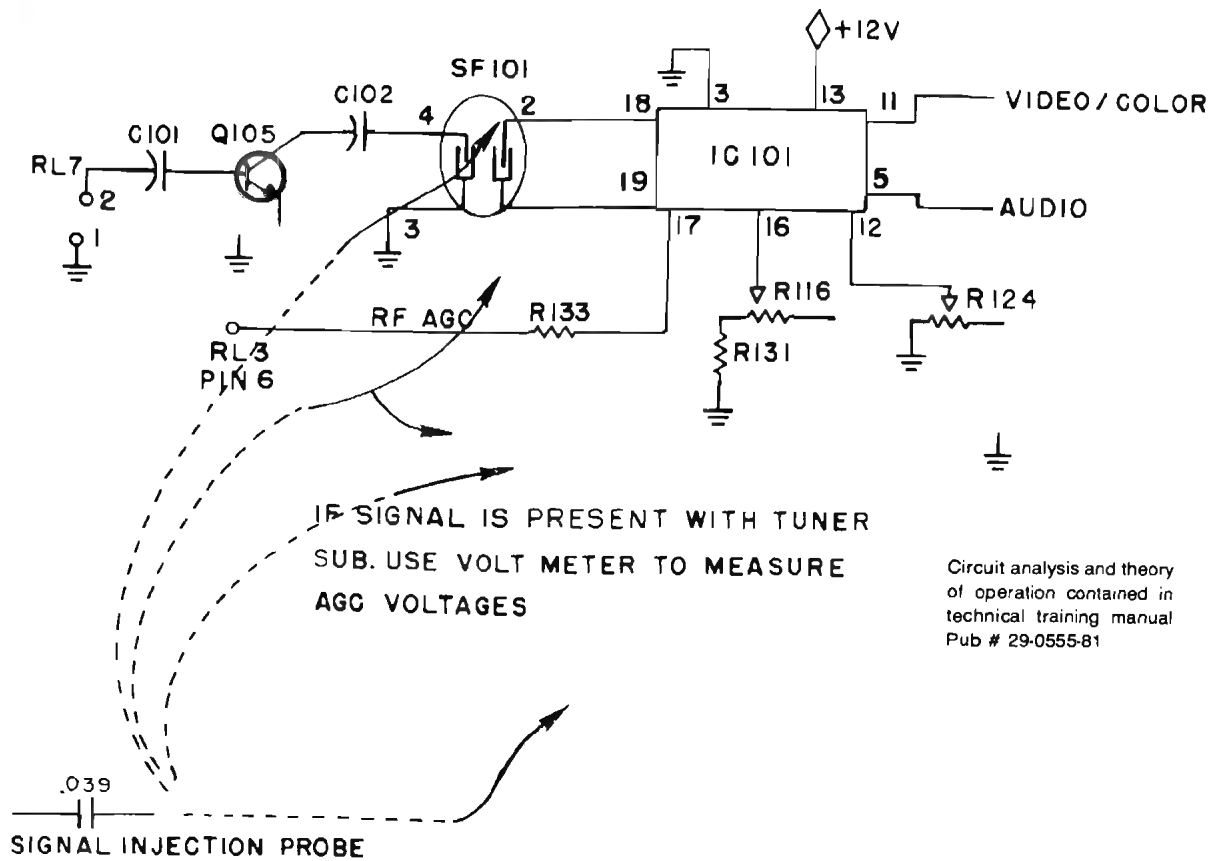 +12V
SF101
C102
4
2
18
3
13
11
VIDEO/COLOR
C101
Q105
IC101
RL7
2
19
5
AUDIO
1
3
17
16
12
R116
R124
RF AGC
R133
RL3
PIN 6
R131
IF SIGNAL IS PRESENT WITH TUNER
SUB. USE VOLT METER TO MEASURE
AGC VOLTAGES
Circuit analysis and theory
of operation contained in
technical training manual
Pub # 29-0555-81
.039
SIGNAL INJECTION PROBE